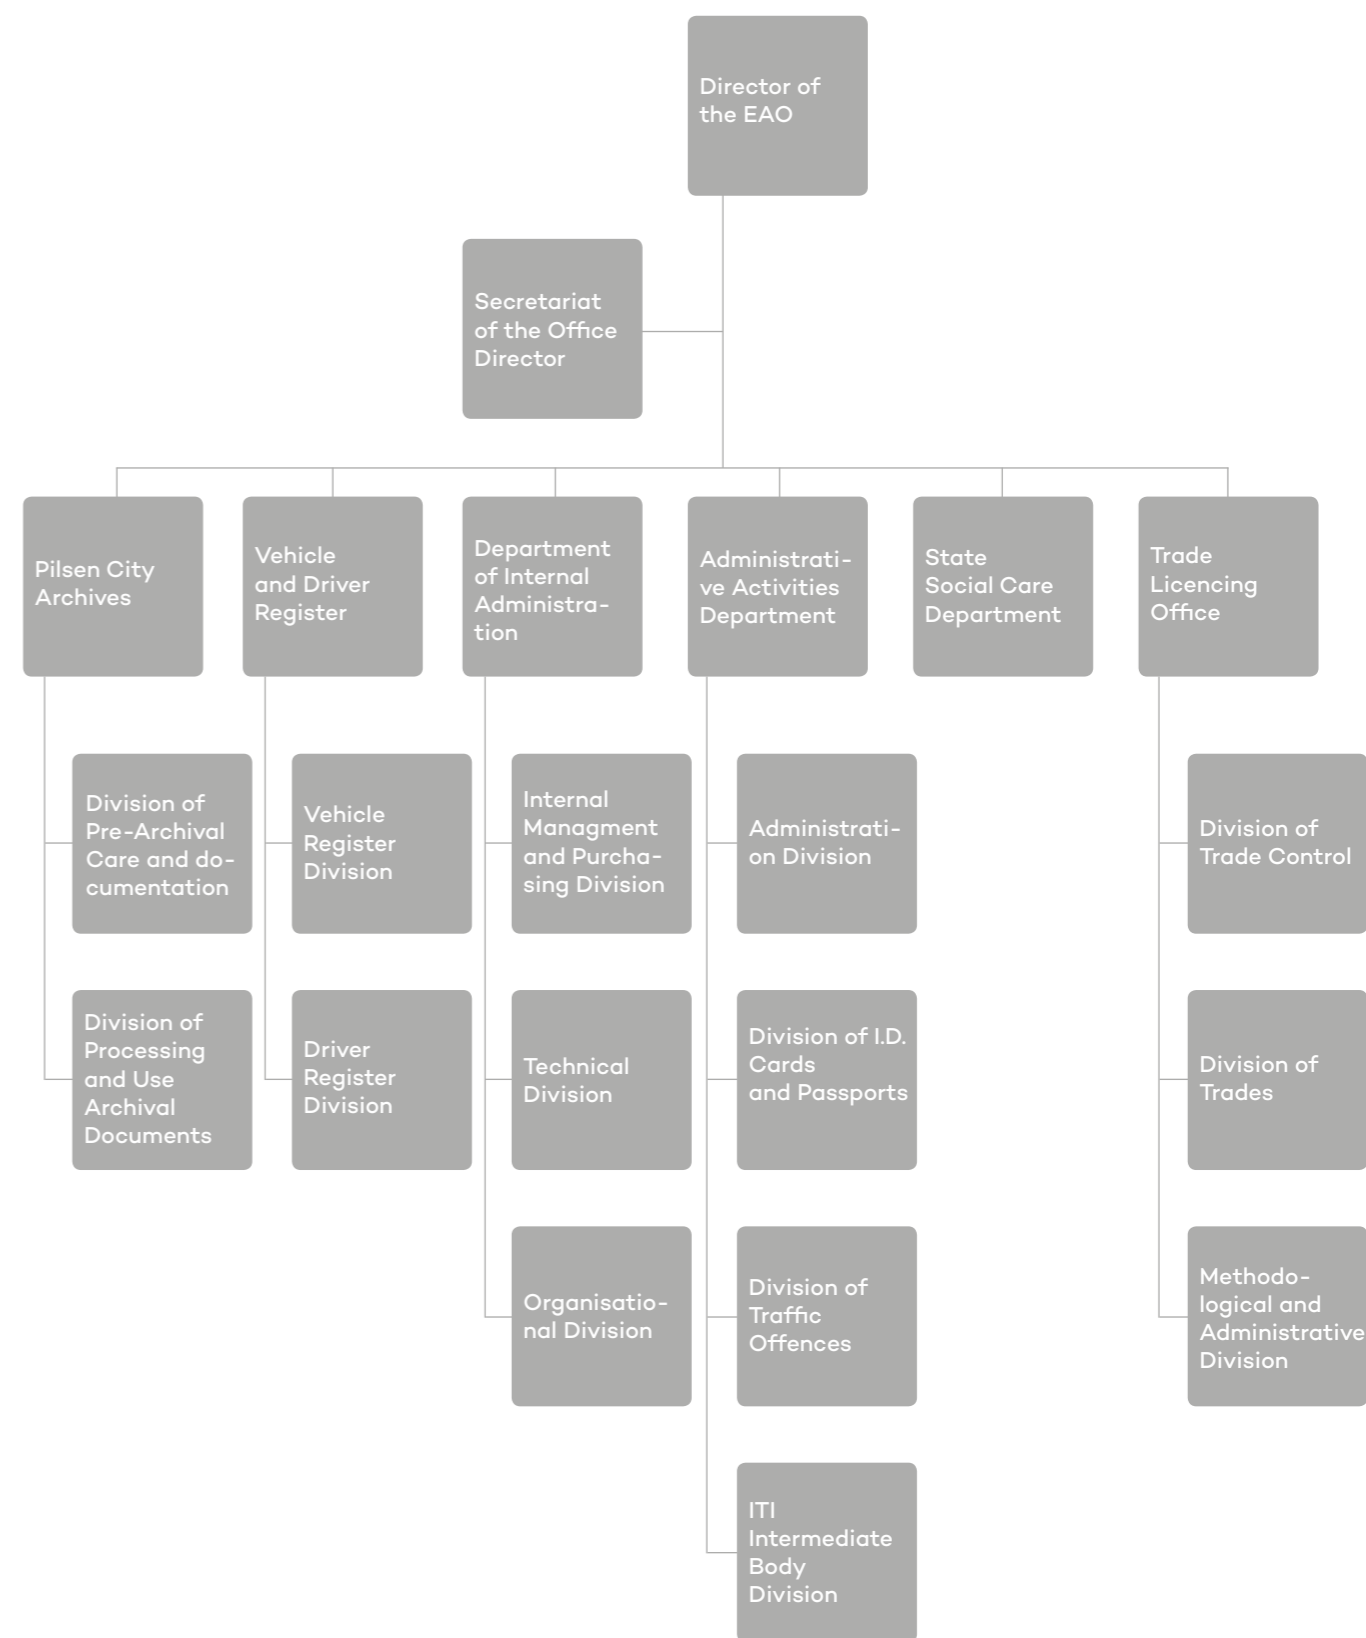 Director of
the EAO
Secretariat
of the Office
Director
Pilsen City
Archives
Vehicle
and Driver
Register
Department
of Internal
Administra-
tion
Administrati-
ve Activities
Department
State
Social Care
Department
Trade
Licencing
Office
Division of
Pre-Archival
Care and do-
cumentation
Vehicle
Register
Division
Internal
Managment
and Purcha-
sing Division
Administrati-
on Division
Division of
Trade Control
Division of
Processing
and Use
Archival
Documents
Driver
Register
Division
Technical
Division
Division of I.D.
Cards
and Passports
Division of
Trades
Organisatio-
nal Division
Division of
Traffic
Offences
Methodo-
logical and
Administrative
Division
ITI
Intermediate
Body
Division